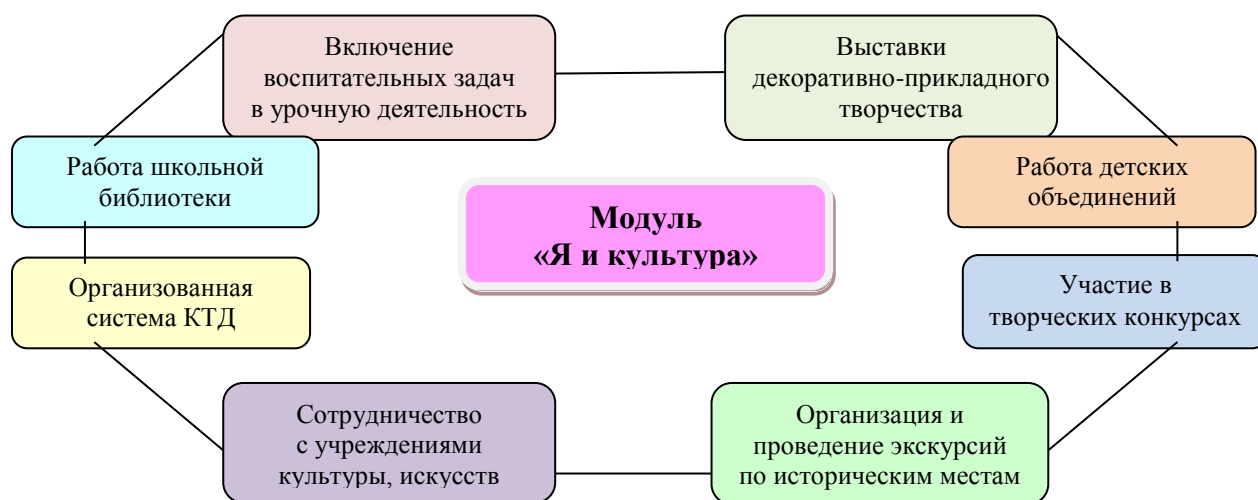 Включение
воспитательных задач
в урочную деятельность
Выставки
декоративно-прикладного
творчества
Работа школьной
библиотеки
Работа детских
объединений
Модуль
«Я и культура»
Организованная
система КТД
Участие в
творческих конкурсах
Сотрудничество
с учреждениями
культуры, искусств
Организация и
проведение экскурсий
по историческим местам